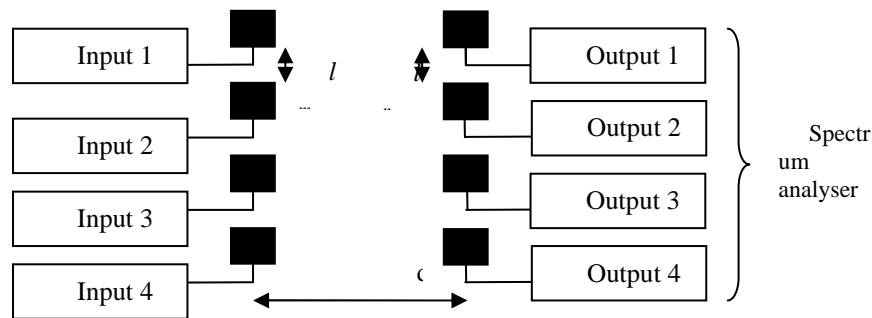 Input 1
Input 2
Input 3
Input 4
l
Output 1
Output 2
Output 3
Output 4
Spectr
um
analyser